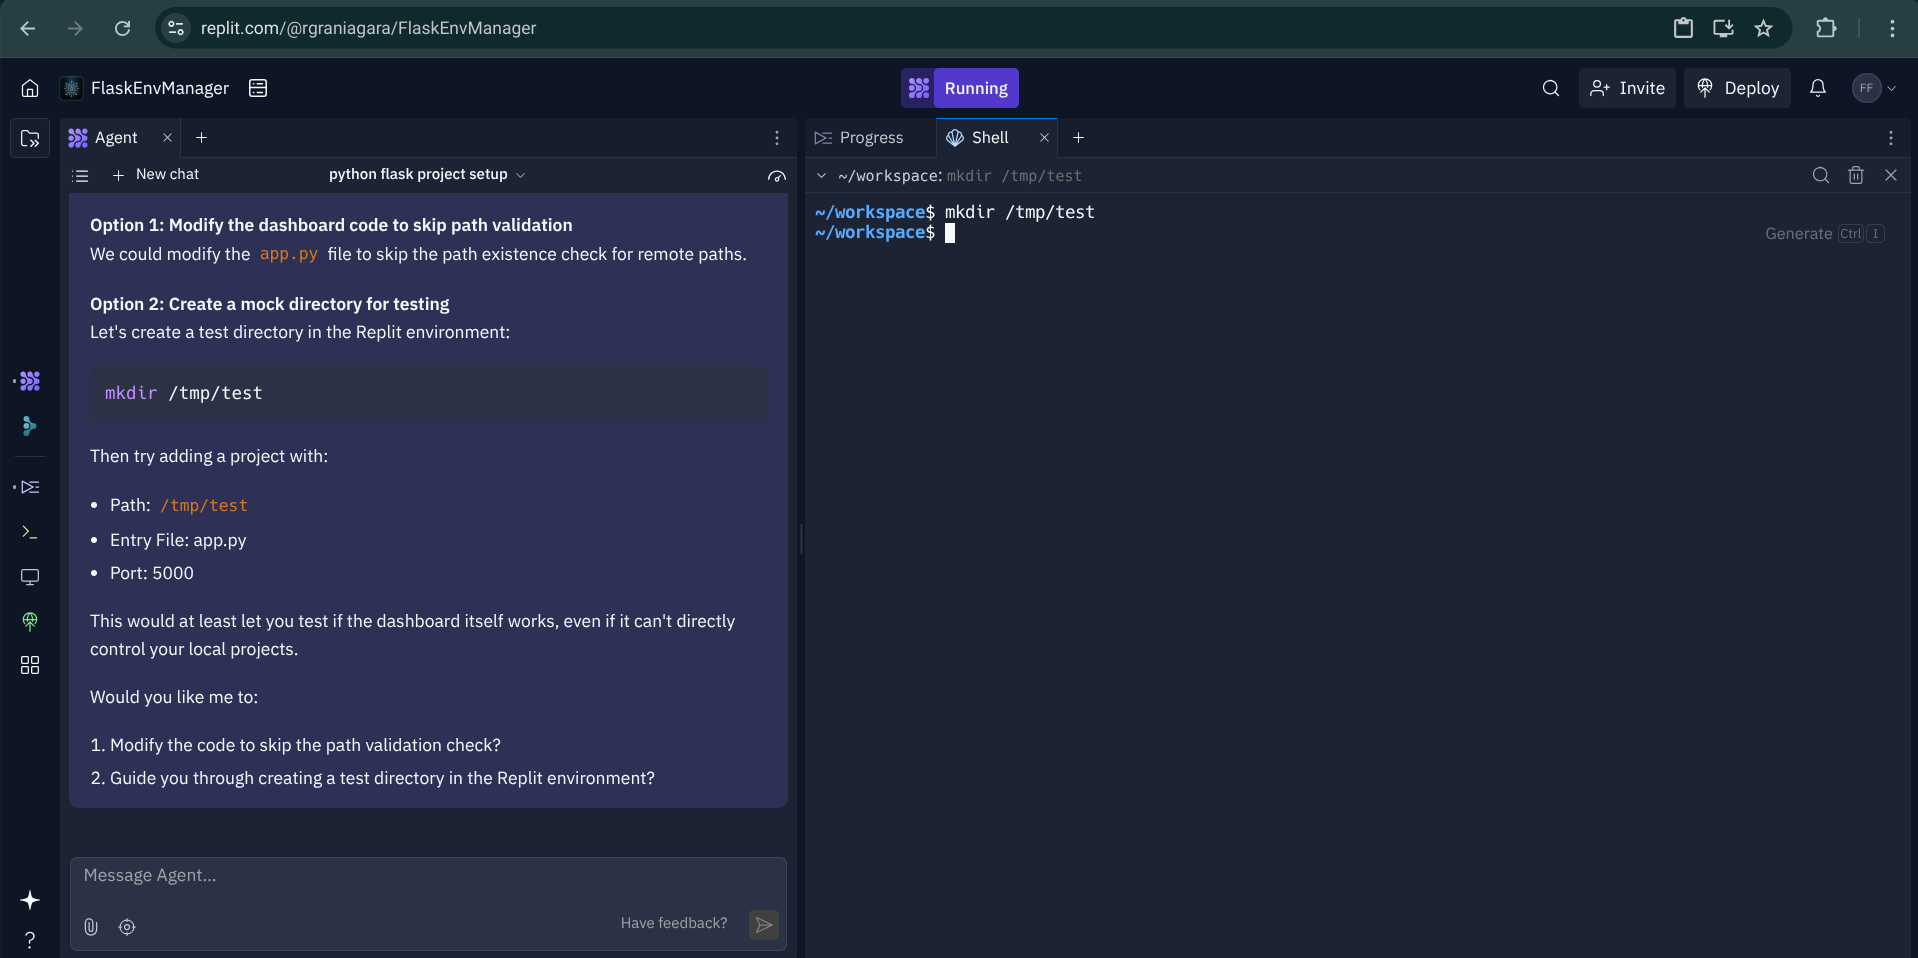 replit.com/@rgraniagara/FlaskEnvManager
FlaskEnvManager
Running
Invite
Deploy
FF
Agent
Progress
Shell
New chat
python flask project setup
~/workspace: mkdir /tmp/test
Option 1: Modify the dashboard code to skip path validation
We could modify the app.py file to skip the path existence check for remote paths.
Option 2: Create a mock directory for testing
Let's create a test directory in the Replit environment:
mkdir /tmp/test
Then try adding a project with:
• Path: /tmp/test
• Entry File: app.py
• Port: 5000
This would at least let you test if the dashboard itself works, even if it can't directly
control your local projects.
Would you like me to:
1. Modify the code to skip the path validation check?
2. Guide you through creating a test directory in the Replit environment?
Message Agent...
Have feedback?
~/workspace$ mkdir /tmp/test
~/workspace$
Generate Ctrl I